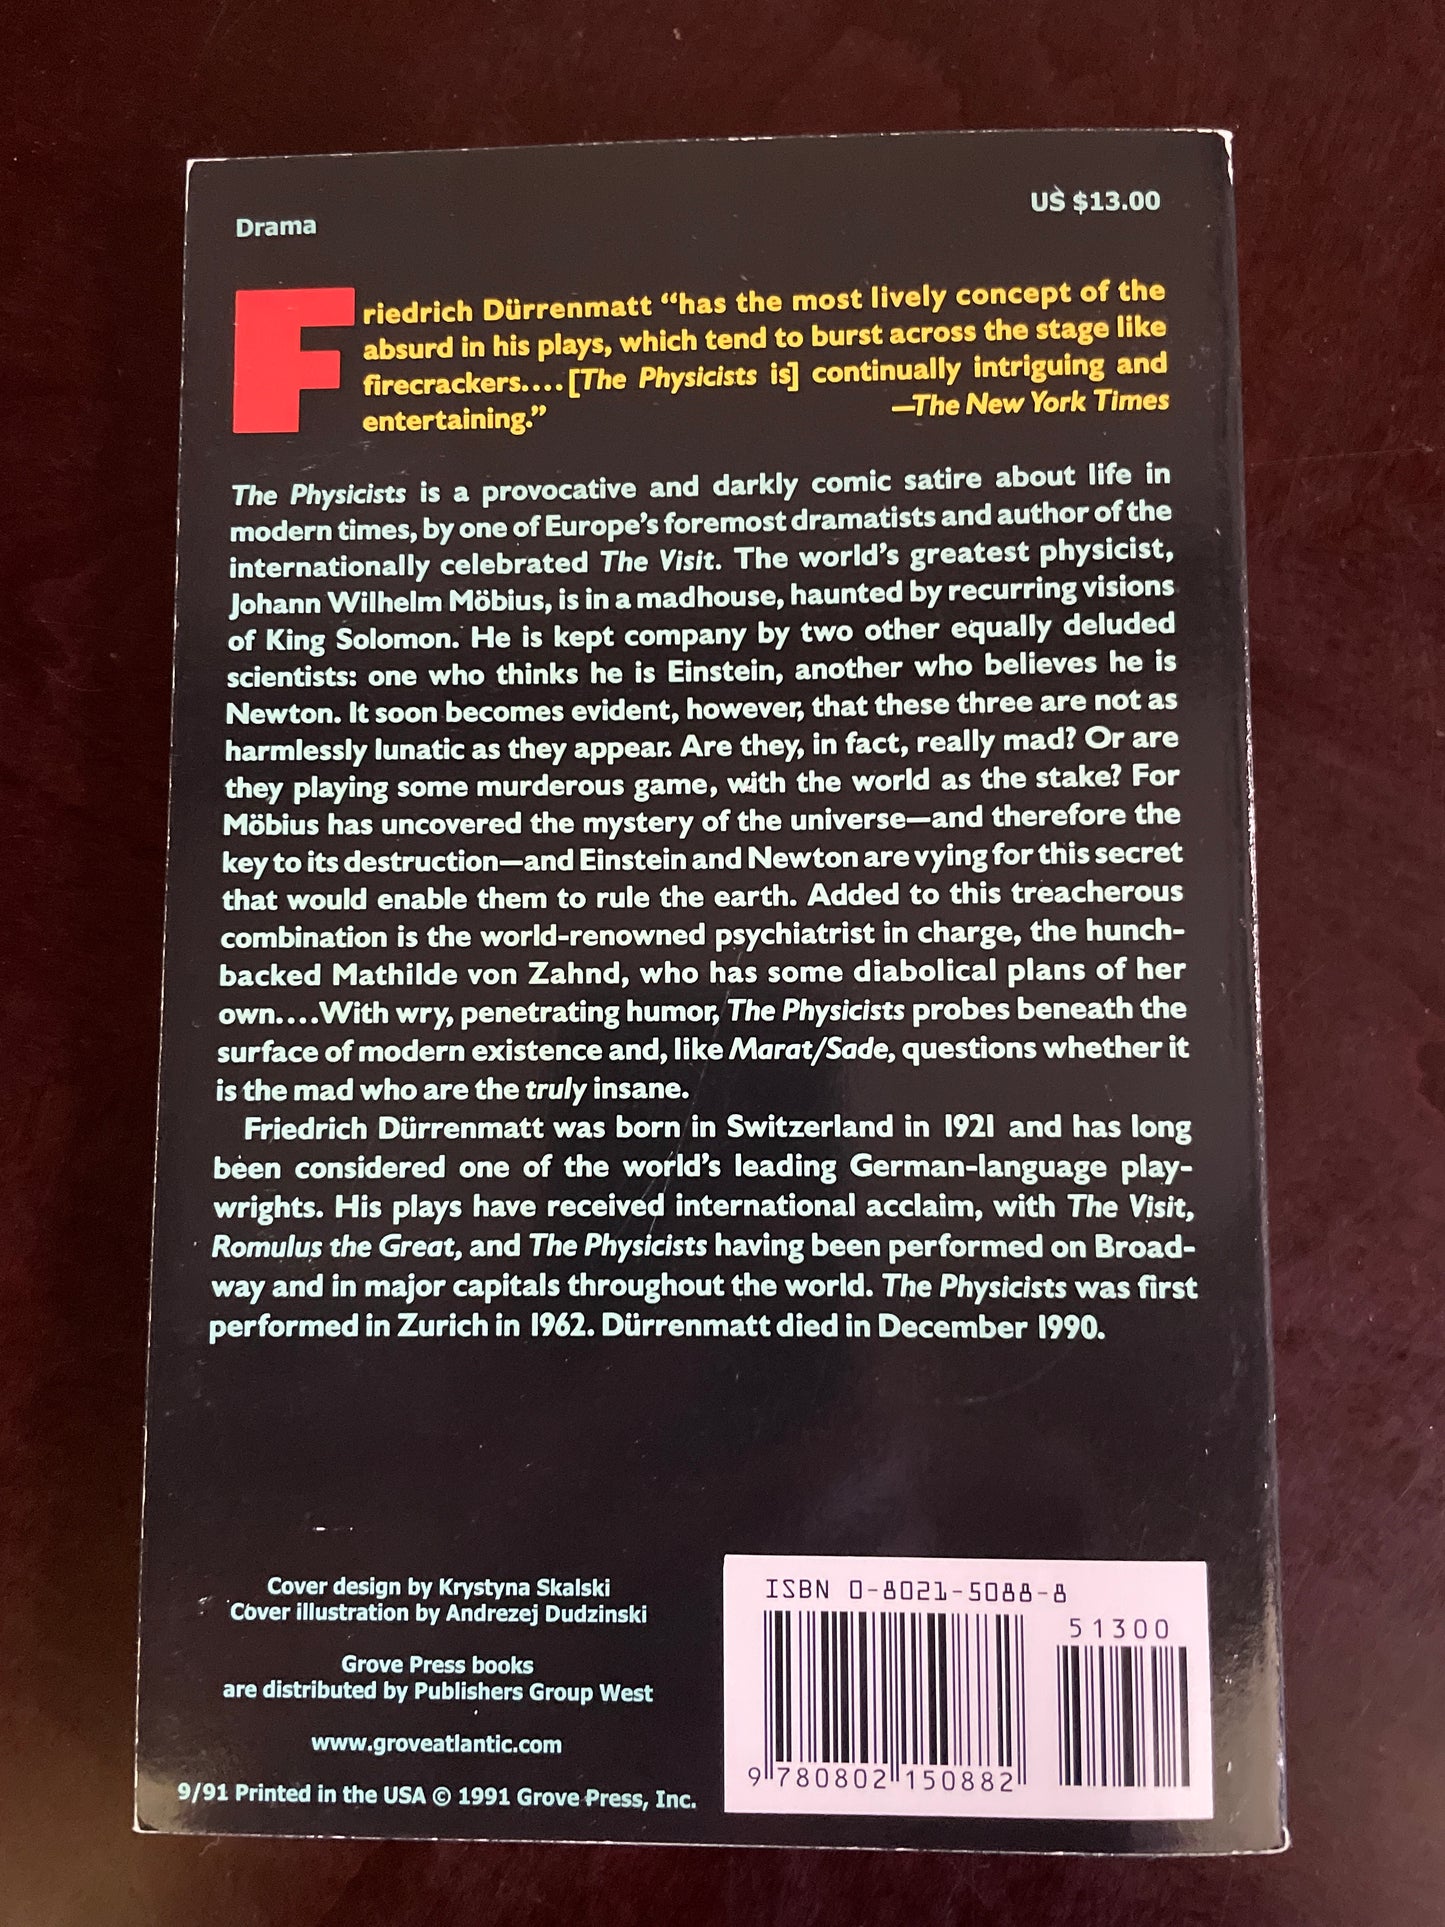 Drama
US $13.00
Friedrich Dürrenmatt “has the most lively concept of the
absurd in his plays, which tend to burst across the stage like
firecrackers....[The Physicists is] continually intriguing and
entertaining.” —The New York Times
The Physicists is a provocative and darkly comic satire about life in
modern times, by one of Europe’s foremost dramatists and author of the
internationally celebrated The Visit. The world’s greatest physicist,
Johann Wilhelm Möbius, is in a madhouse, haunted by recurring visions
of King Solomon. He is kept company by two other equally deluded
scientists: one who thinks he is Einstein, another who believes he is
Newton. It soon becomes evident, however, that these three are not as
harmlessly lunatic as they appear. Are they, in fact, really mad? Or are
they playing some murderous game, with the world as the stake? For
Möbius has uncovered the mystery of the universe—and therefore the
key to its destruction—and Einstein and Newton are vying for this secret
that would enable them to rule the earth. Added to this treacherous
combination is the world-renowned psychiatrist in charge, the hunch-
backed Mathilde von Zahnd, who has some diabolical plans of her
own....With wry, penetrating humor, The Physicists probes beneath the
surface of modern existence and, like Marat/Sade, questions whether it
is the mad who are the truly insane.
Friedrich Dürrenmatt was born in Switzerland in 1921 and has long
been considered one of the world’s leading German-language play-
wrights. His plays have received international acclaim, with The Visit,
Romulus the Great, and The Physicists having been performed on Broad-
way and in major capitals throughout the world. The Physicists was first
performed in Zurich in 1962. Dürrenmatt died in December 1990.
Cover design by Krystyna Skalski
Cover illustration by Andrezej Dudzinski
Grove Press books
are distributed by Publishers Group West
www.groveatlantic.com
9/91 Printed in the USA © 1991 Grove Press, Inc.
ISBN 0-8021-5088-8
51300
9 780802 150882